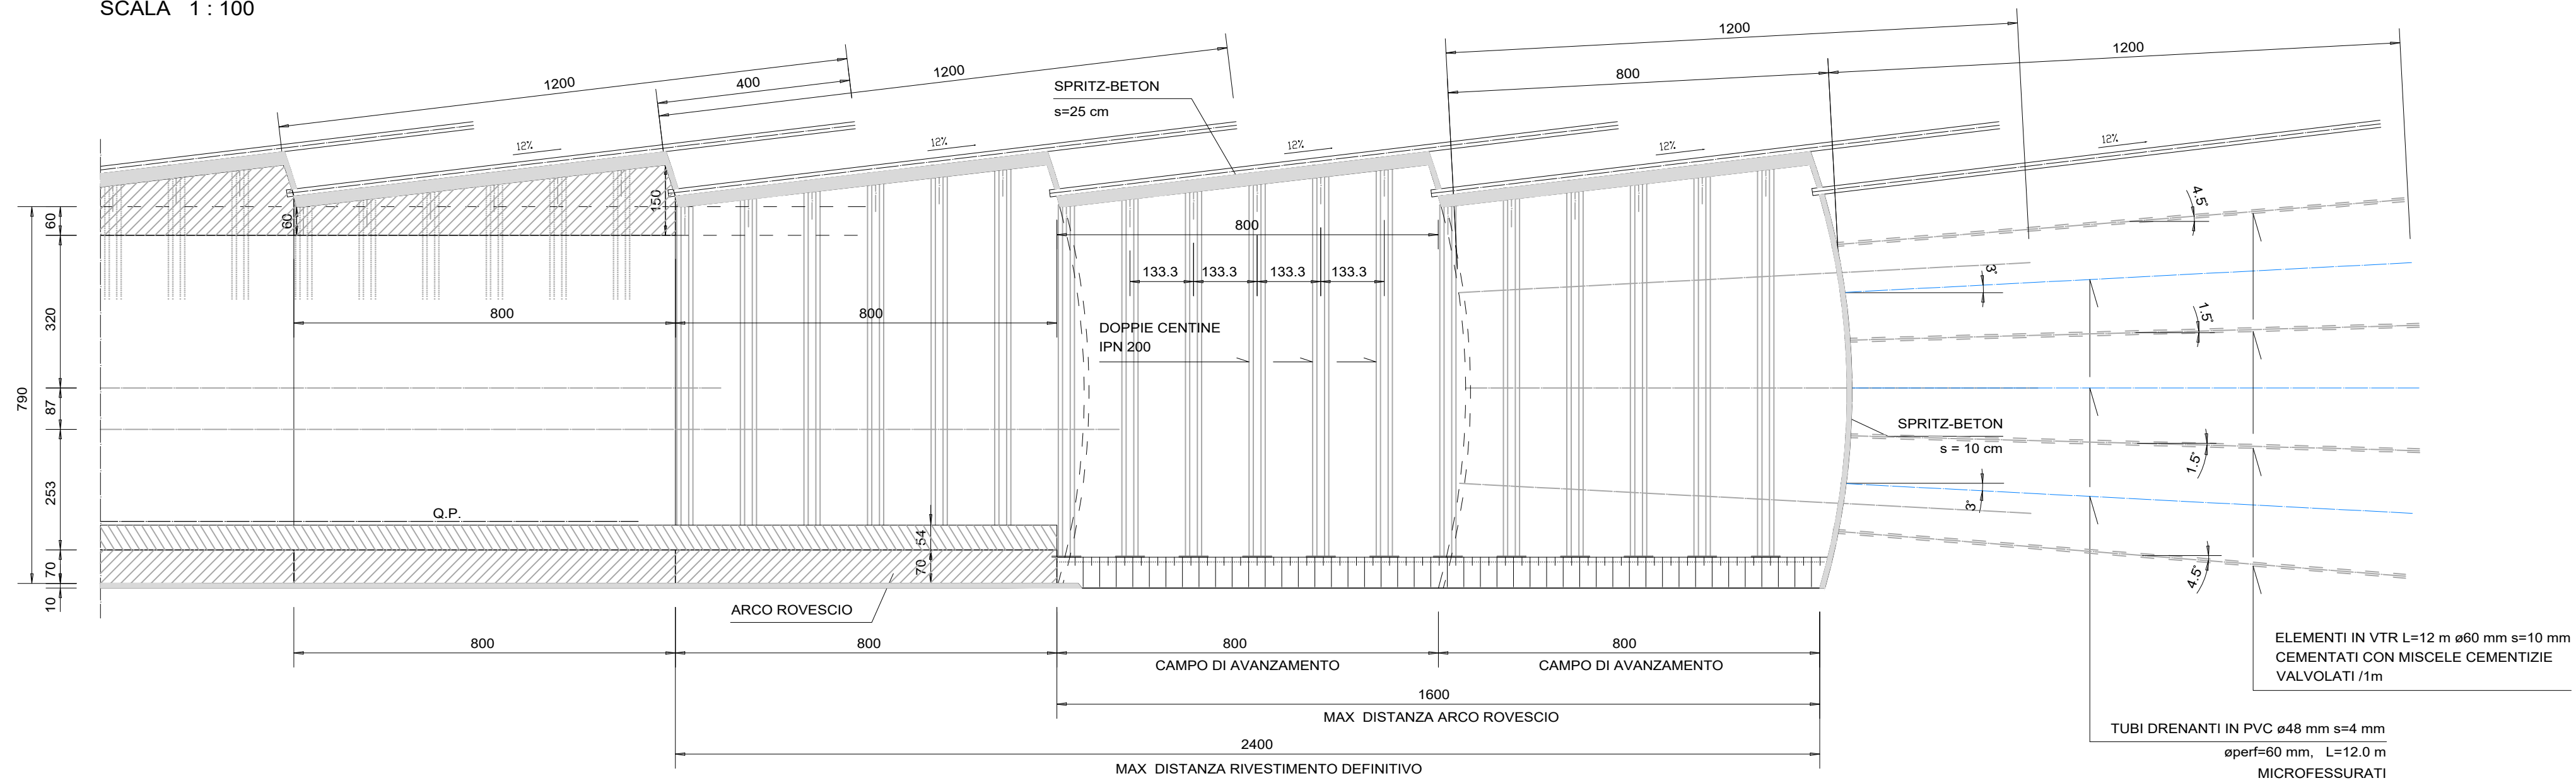 SCALA 1 : 100
1200
1200
1200
400
1200
800
SPRITZ-BETON
s=25 cm
12%
12%
12%
12%
12%
60
60
150
800
4.5°
133.3
133.3
133.3
133.3
3°
320
800
800
DOPPIE CENTINE
IPN 200
1.5°
790
87
SPRITZ-BETON
s = 10 cm
253
1.5°
Q.P.
3°
54
70
70
4.5°
10
ARCO ROVESCIO
800
800
800
800
CAMPO DI AVANZAMENTO
CAMPO DI AVANZAMENTO
ELEMENTI IN VTR L=12 m ø60 mm s=10 mm
CEMENTATI CON MISCELE CEMENTIZIE
VALVOLATI /1m
1600
MAX DISTANZA ARCO ROVESCIO
TUBI DRENANTI IN PVC ø48 mm s=4 mm
øperf=60 mm, L=12.0 m
MICROFESSURATI
2400
MAX DISTANZA RIVESTIMENTO DEFINITIVO